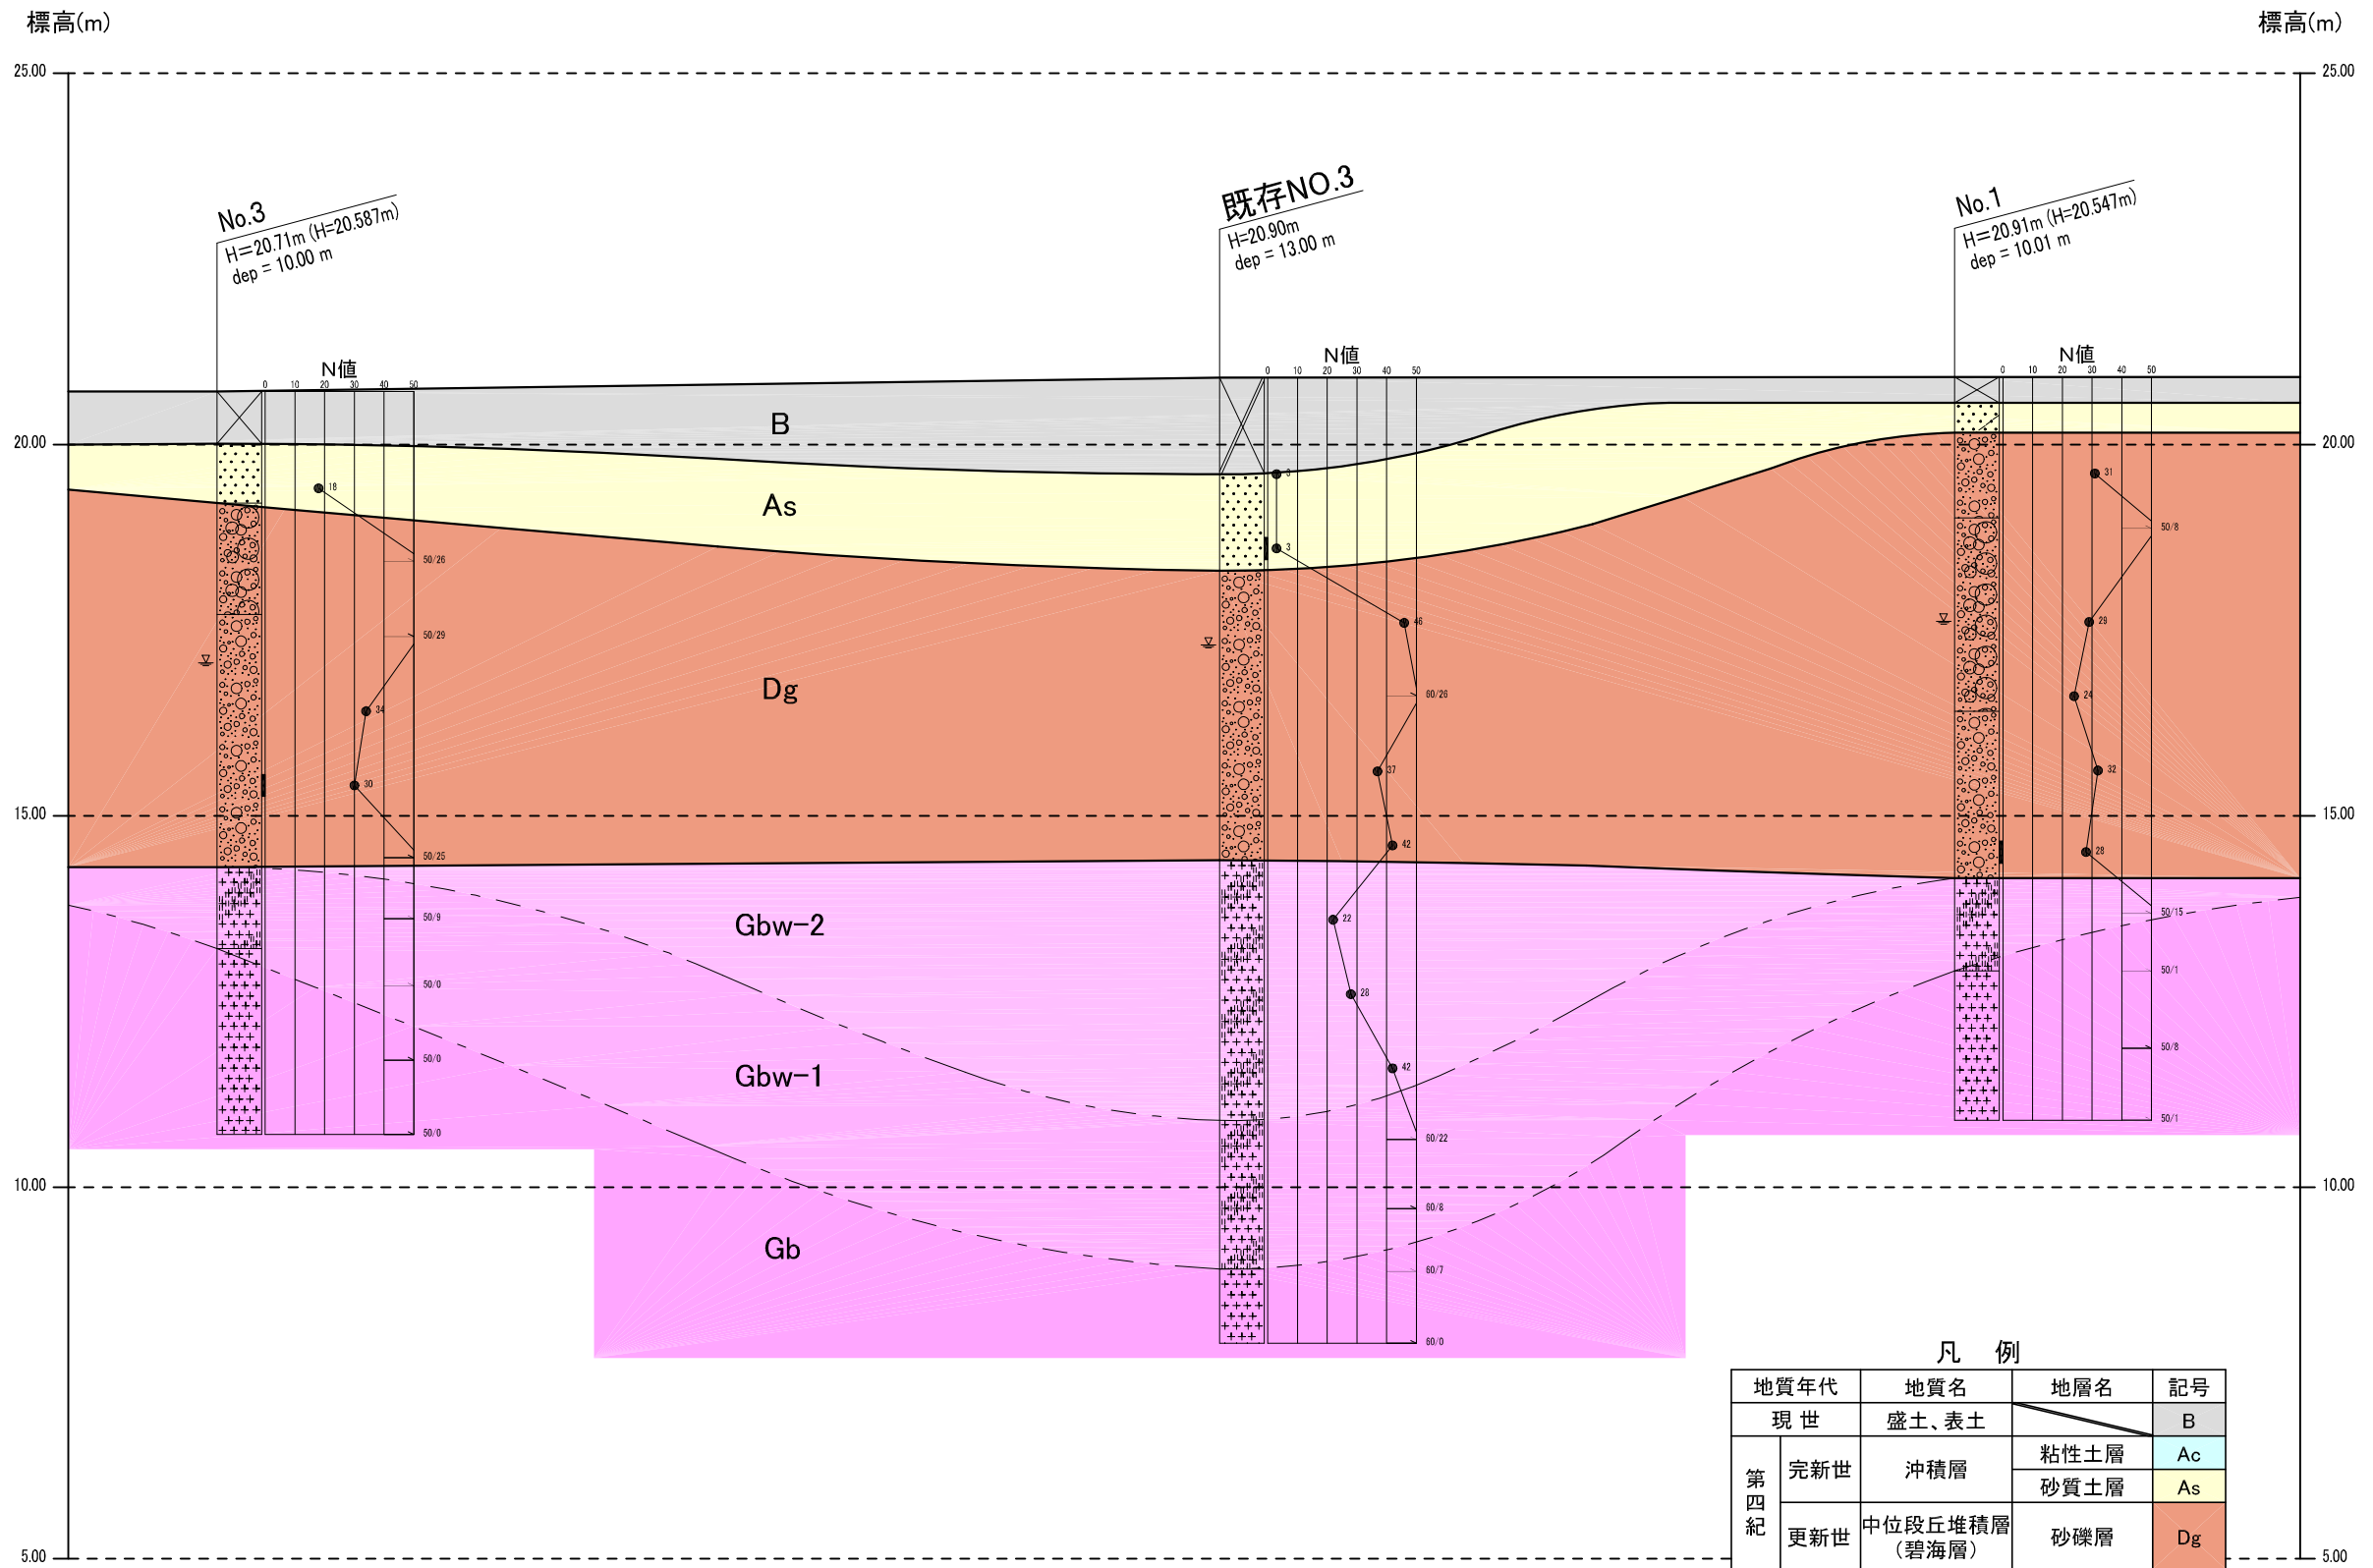 標高(m)
標高(m)
25.00
25.00
No.3
H=20.71m (H=20.587m)
dep = 10.00 m
既存NO.3
H=20.90m
dep = 13.00 m
No.1
H=20.91m (H=20.547m)
dep = 10.01 m
N値
0 10 20 30 40 50
N値
0 10 20 30 40 50
N値
0 10 20 30 40 50
B
20.00
20.00
As
Dg
15.00
15.00
Gbw-2
Gbw-1
10.00
10.00
Gb
5.00
5.00
18
50/26
50/29
34
30
50/25
50/9
50/0
50/0
50/0
3
3
46
60/26
37
42
22
28
42
60/22
60/8
60/7
60/0
31
50/8
29
24
32
28
50/15
50/1
50/8
50/1
凡 例
地質年代 地質名 地層名 記号
現 世 盛土、表土 B
第四紀
完新世 沖積層 粘性土層 Ac
砂質土層 As
更新世 中位段丘堆積層 砂礫層 Dg
(碧海層)